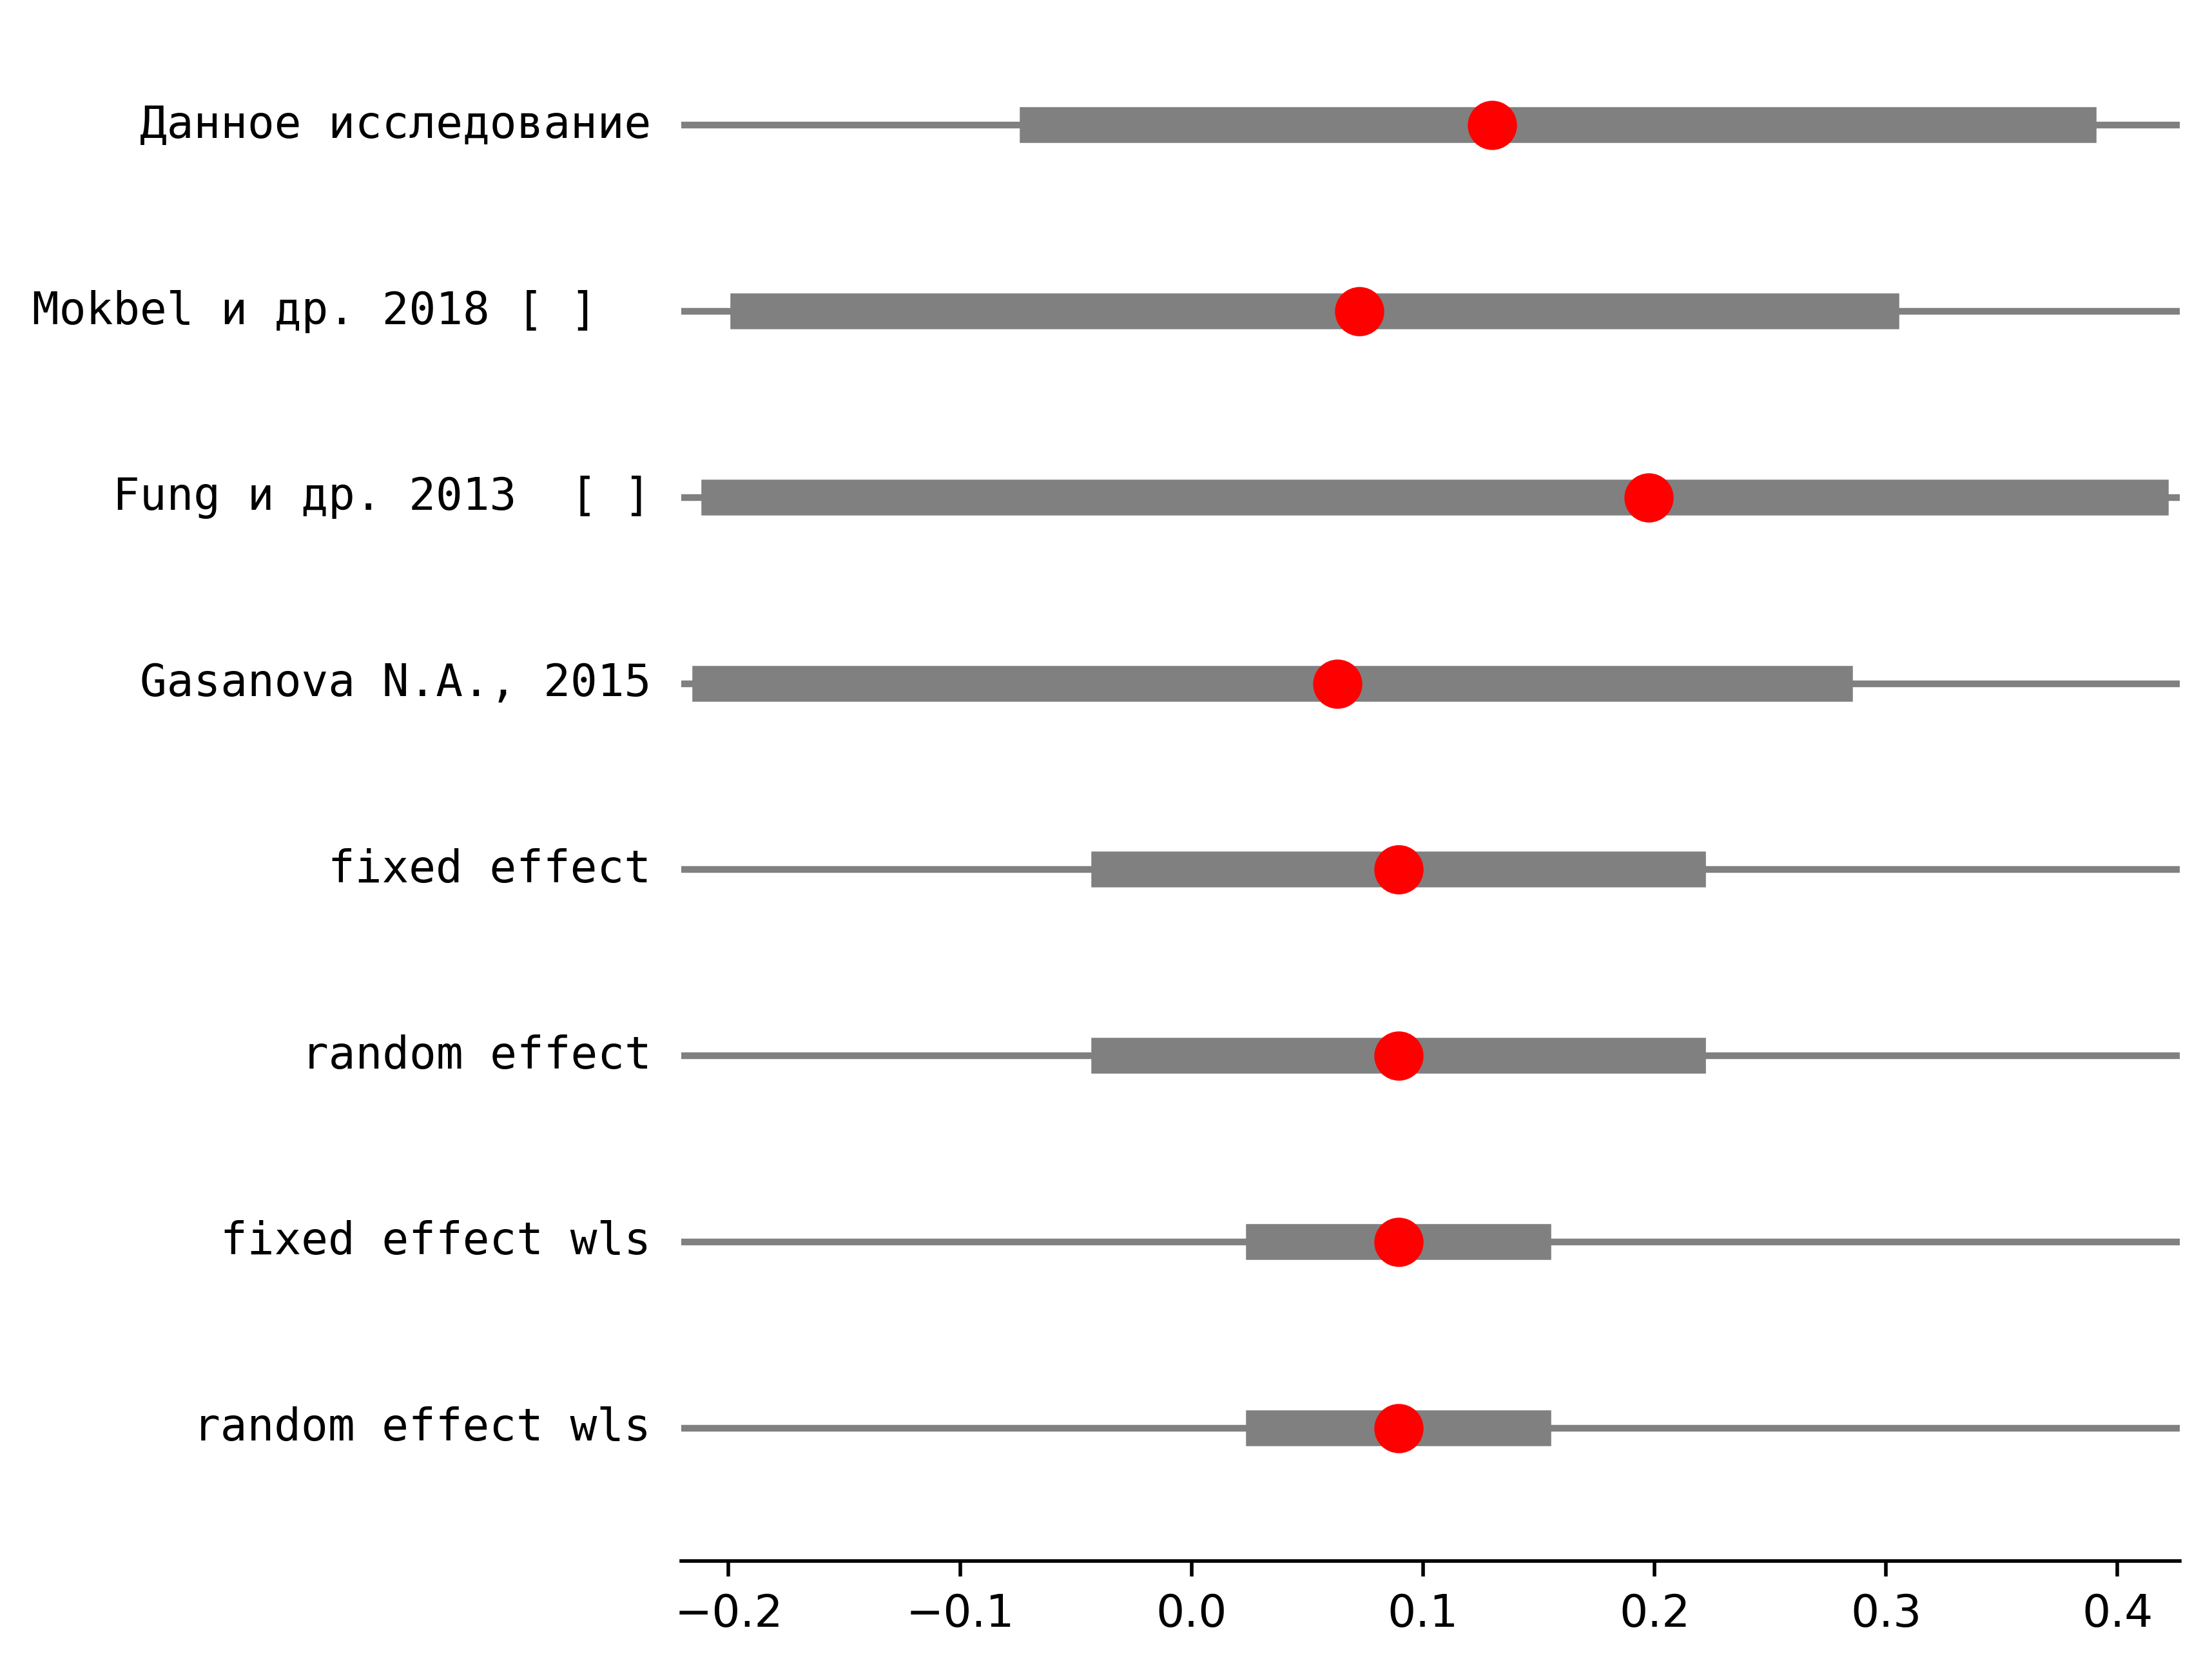 Данное исследование
Mokbel и др. 2018 [ ]
Fung и др. 2013  [ ]
Gasanova N.A., 2015
fixed effect
random effect
fixed effect wls
random effect wls
−0.2 −0.1 0.0 0.1 0.2 0.3 0.4